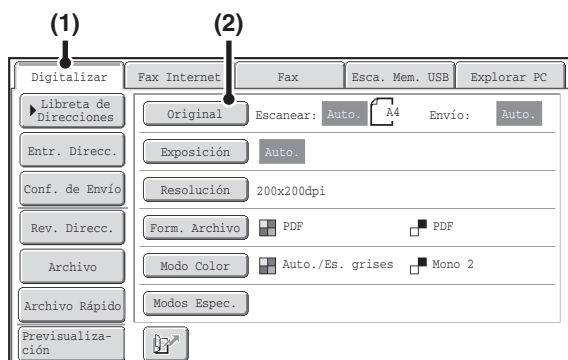 (1) (2)
Digitalizar Fax Internet Fax Esca. Mem. USB Explorar PC
Libreta de
Direcciones
Original Escanear: Auto. A4 Envío: Auto.
Entr. Direcc. Exposición Auto.
Conf. de Envío Resolución 200x200dpi
Rev. Direcc. Form. Archivo PDF PDF
Archivo Modo Color Auto./Es. grises Mono 2
Archivo Rápido Modos Espec.
Previsualiza-
ción